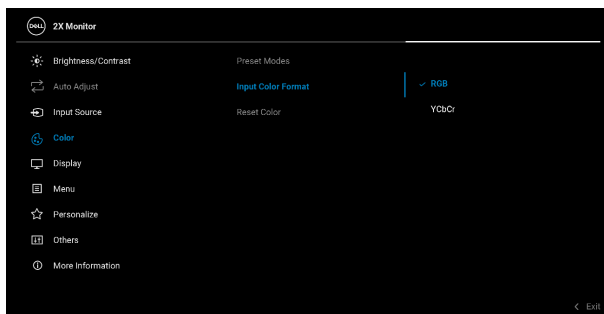 DELL 2X Monitor
Brightness/Contrast Preset Modes
Auto Adjust Input Color Format RGB
Input Source Reset Color YCbCr
Color
Display
Menu
Personalize
Others
More Information
Exit